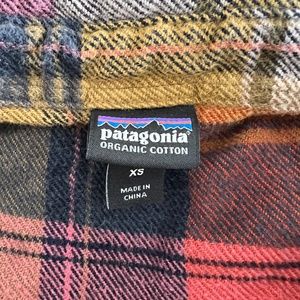 patagonia
ORGANIC COTTON
XS
MADE IN
CHINA